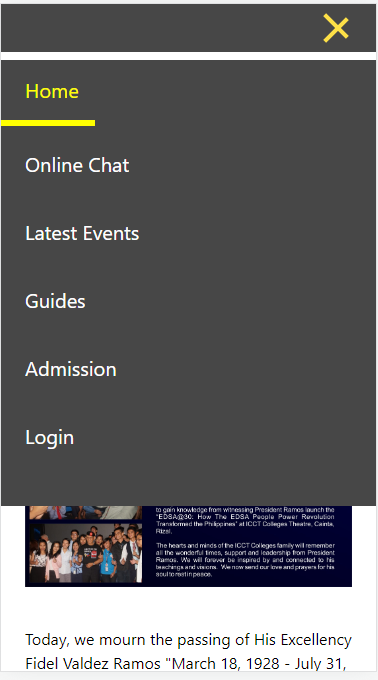 Home
Online Chat
Latest Events
Guides
Admission
Login
to gain knowledge from witnessing President Ramos launch the
"EDSA@30: How The EDSA People Power Revolution
Transformed the Philippines" at ICCT Colleges Theatre, Cainta,
Rizal.
The hearts and minds of the ICCT Colleges family will remember
all the wonderful times, support and leadership from President
Ramos. We will forever be inspired by and connected to his
teachings and visions. We now send our love and prayers for his
soul to rest in peace.
Today, we mourn the passing of His Excellency
Fidel Valdez Ramos "March 18, 1928 - July 31,